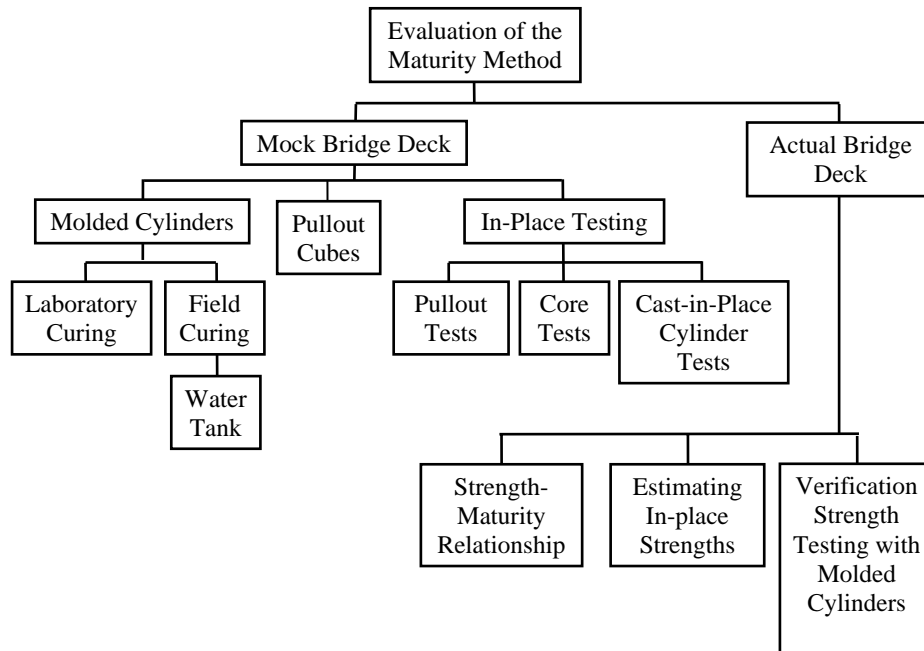 Evaluation of the
Maturity Method
Mock Bridge Deck
Actual Bridge
Deck
Molded Cylinders
Pullout
Cubes
In-Place Testing
Laboratory
Curing
Field
Curing
Pullout
Tests
Core
Tests
Cast-in-Place
Cylinder
Tests
Water
Tank
Strength-
Maturity
Relationship
Estimating
In-place
Strengths
Verification
Strength
Testing with
Molded
Cylinders